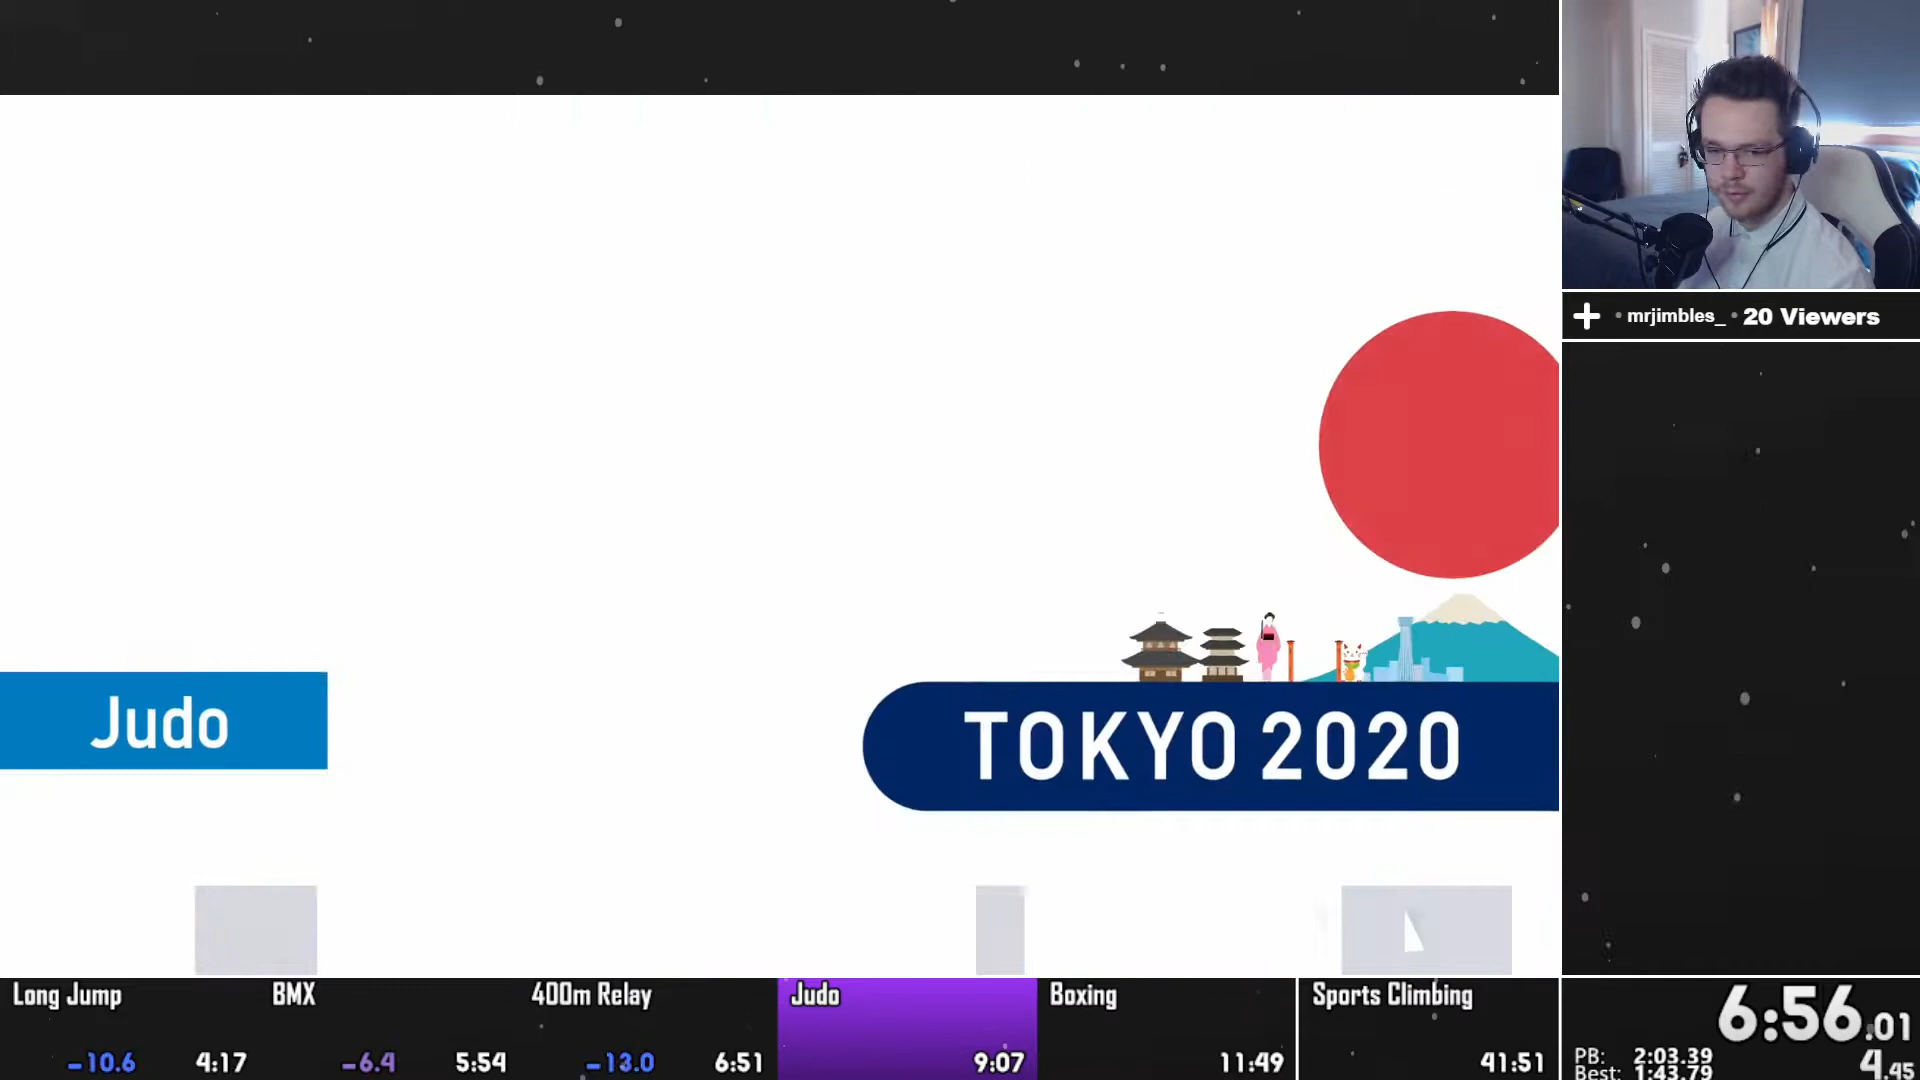 mrjimbles_ • 20 Viewers
Judo
TOKYO 2020
Long Jump
-10.6 4:17
BMX
-6.4 5:54
400m Relay
-13.0 6:51
Judo
9:07
Boxing
11:49
Sports Climbing
41:51
6:56.01
PB: 2:03.39
Best: 1:43.79
4.45